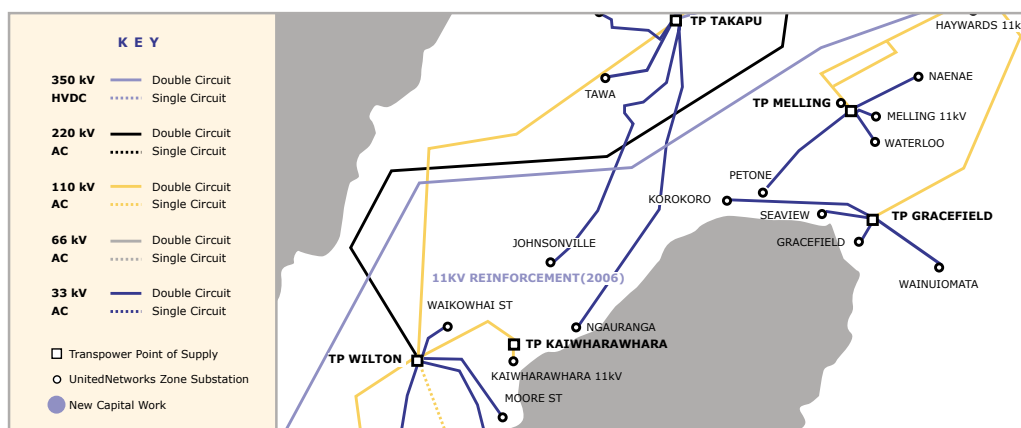 KEY
350 kV Double Circuit
HVDC Single Circuit
220 kV Double Circuit
AC Single Circuit
110 kV Double Circuit
AC Single Circuit
66 kV Double Circuit
AC Single Circuit
33 kV Double Circuit
AC Single Circuit
Transpower Point of Supply
UnitedNetworks Zone Substation
New Capital Work
TP TAKAPU
HAYWARDS 11k
TAWA
NAENAE
TP MELLING
MELLING 11kV
WATERLOO
PETONE
KOROKORO
SEAVIEW
TP GRACEFIELD
GRACEFIELD
WAINUIOMATA
JOHNSONVILLE
11KV REINFORCEMENT(2006)
WAIKOWHAI ST
NGAURANGA
TP KAIWHARAWHARA
TP WILTON
KAIWHARAWHARA 11kV
MOORE ST